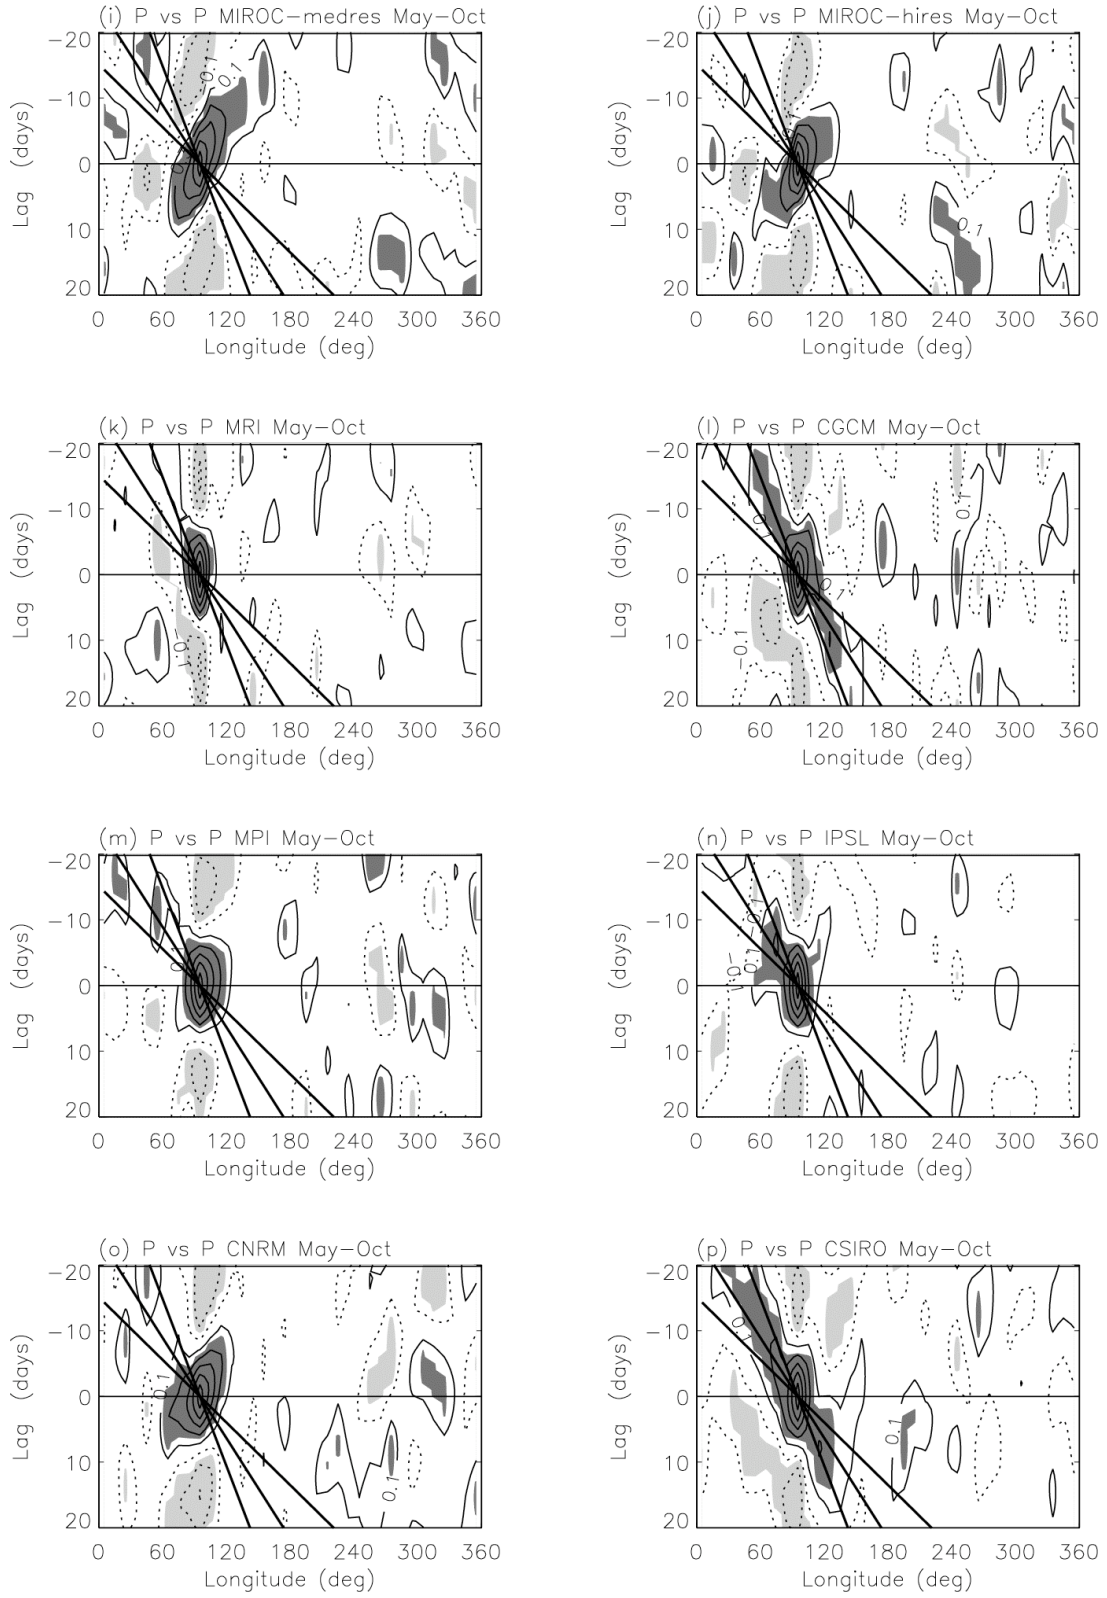 (i) P vs P MIROC-medres May-Oct
-20
-10
0
10
20
Lag (days)
0.1
0.1
0 60 120 180 240 300 360
Longitude (deg)
(j) P vs P MIROC-hires May-Oct
-20
-10
0
10
20
Lag (days)
0.1
0 60 120 180 240 300 360
Longitude (deg)
(k) P vs P MRI May-Oct
-20
-10
0
10
20
Lag (days)
-0.1
0 60 120 180 240 300 360
Longitude (deg)
(l) P vs P CGCM May-Oct
-20
-10
0
10
20
Lag (days)
0.1
0.1
-0.1
0 60 120 180 240 300 360
Longitude (deg)
(m) P vs P MPI May-Oct
-20
-10
0
10
20
Lag (days)
0.1
0 60 120 180 240 300 360
Longitude (deg)
(n) P vs P IPSL May-Oct
-20
-10
0
10
20
Lag (days)
-0.1
0.1
-0.1
0 60 120 180 240 300 360
Longitude (deg)
(o) P vs P CNRM May-Oct
-20
-10
0
10
20
Lag (days)
0.1
0.1
0 60 120 180 240 300 360
Longitude (deg)
(p) P vs P CSIRO May-Oct
-20
-10
0
10
20
Lag (days)
0.1
0.1
0 60 120 180 240 300 360
Longitude (deg)